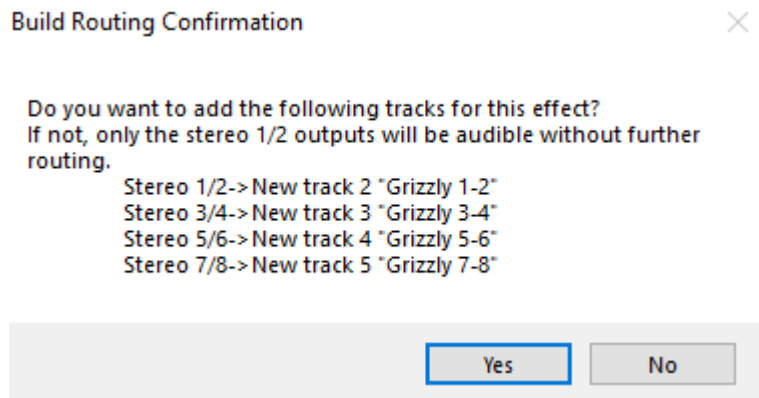 Build Routing Confirmation
Do you want to add the following tracks for this effect?
If not, only the stereo 1/2 outputs will be audible without further
routing.
Stereo 1/2->New track 2 "Grizzly 1-2"
Stereo 3/4->New track 3 "Grizzly 3-4"
Stereo 5/6->New track 4 "Grizzly 5-6"
Stereo 7/8->New track 5 "Grizzly 7-8"
Yes No